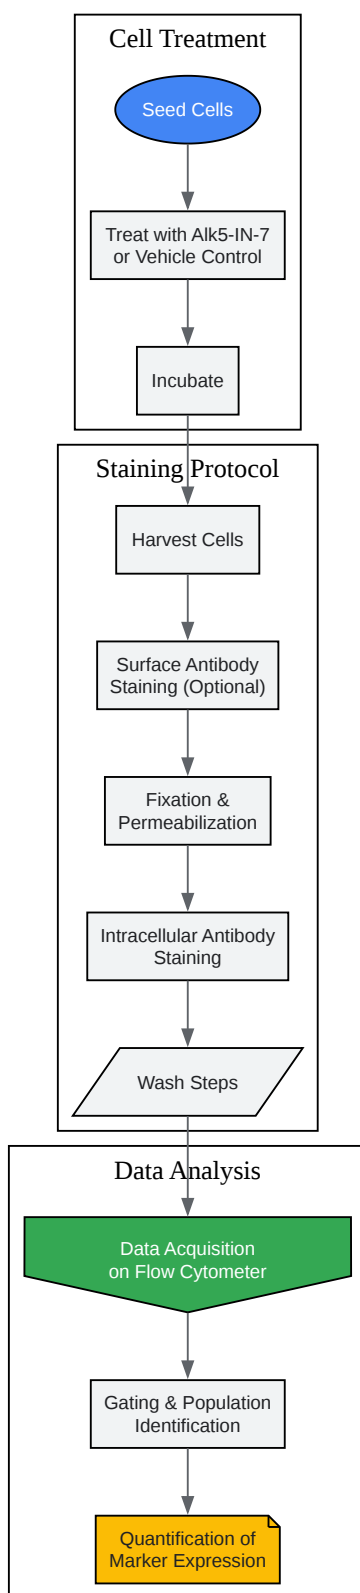 Cell Treatment
Seed Cells
Treat with Alk5-IN-7
or Vehicle Control
Incubate
Staining Protocol
Harvest Cells
Surface Antibody
Staining (Optional)
Fixation &
Permeabilization
Intracellular Antibody
Staining
Wash Steps
Data Analysis
Data Acquisition
on Flow Cytometer
Gating & Population
Identification
Quantification of
Marker Expression